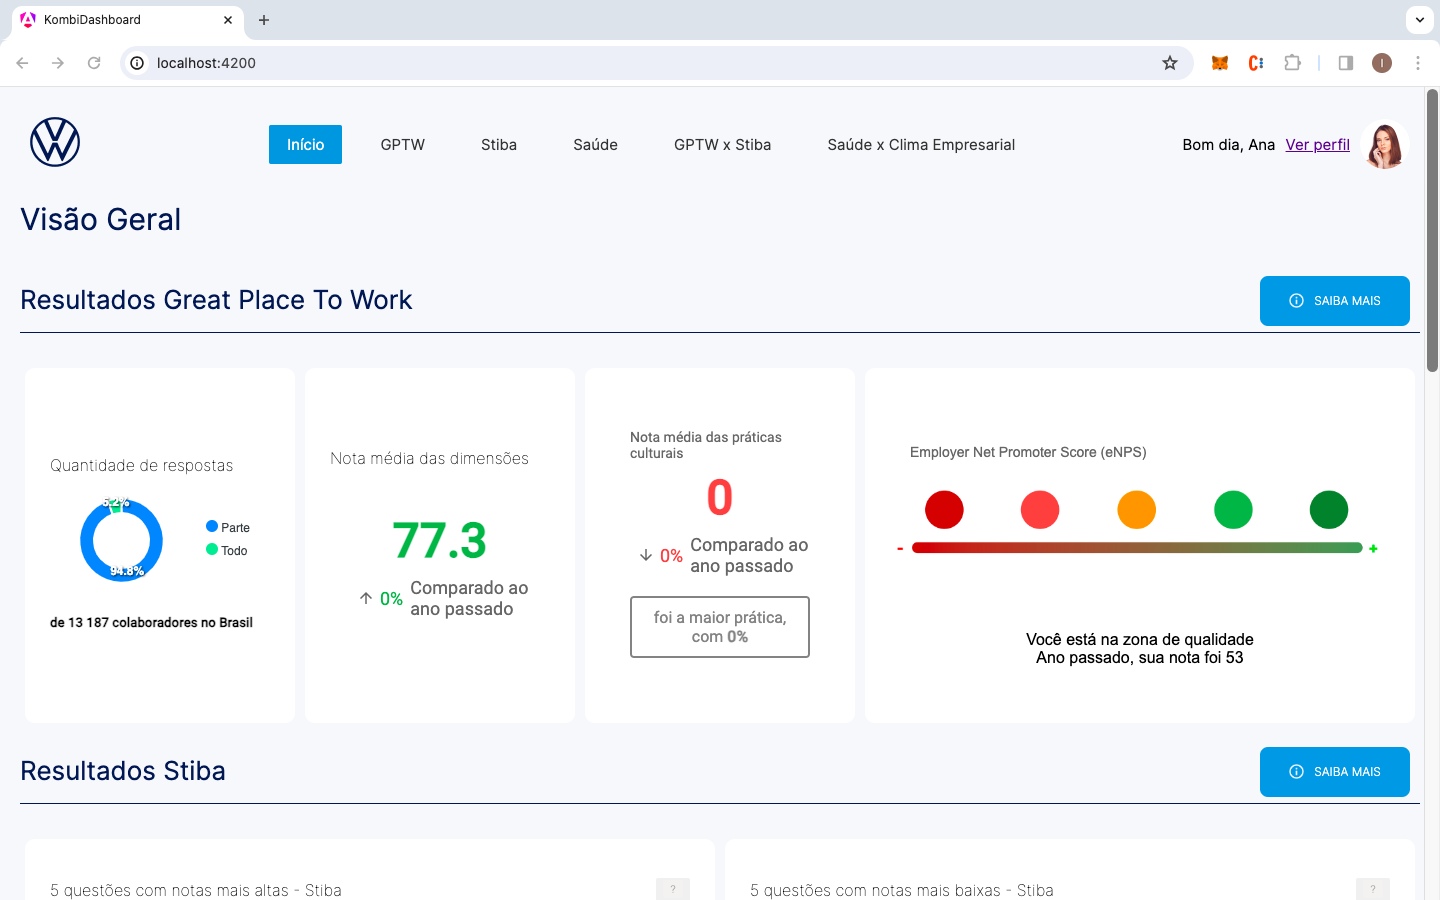 KombiDashboard
localhost:4200
I
Início
GPTW
Stiba
Saúde
GPTW x Stiba
Saúde x Clima Empresarial
Bom dia, Ana
Ver perfil
Visão Geral
Resultados Great Place To Work
SAIBA MAIS
Quantidade de respostas
5.2%
94.8%
Parte
Todo
de 13 187 colaboradores no Brasil
Nota média das dimensões
77.3
0%
Comparado ao
ano passado
Nota média das práticas
culturais
0
0%
Comparado ao
ano passado
foi a maior prática,
com 0%
Employer Net Promoter Score (eNPS)
- +
Você está na zona de qualidade
Ano passado, sua nota foi 53
Resultados Stiba
SAIBA MAIS
5 questões com notas mais altas - Stiba
?
5 questões com notas mais baixas - Stiba
?